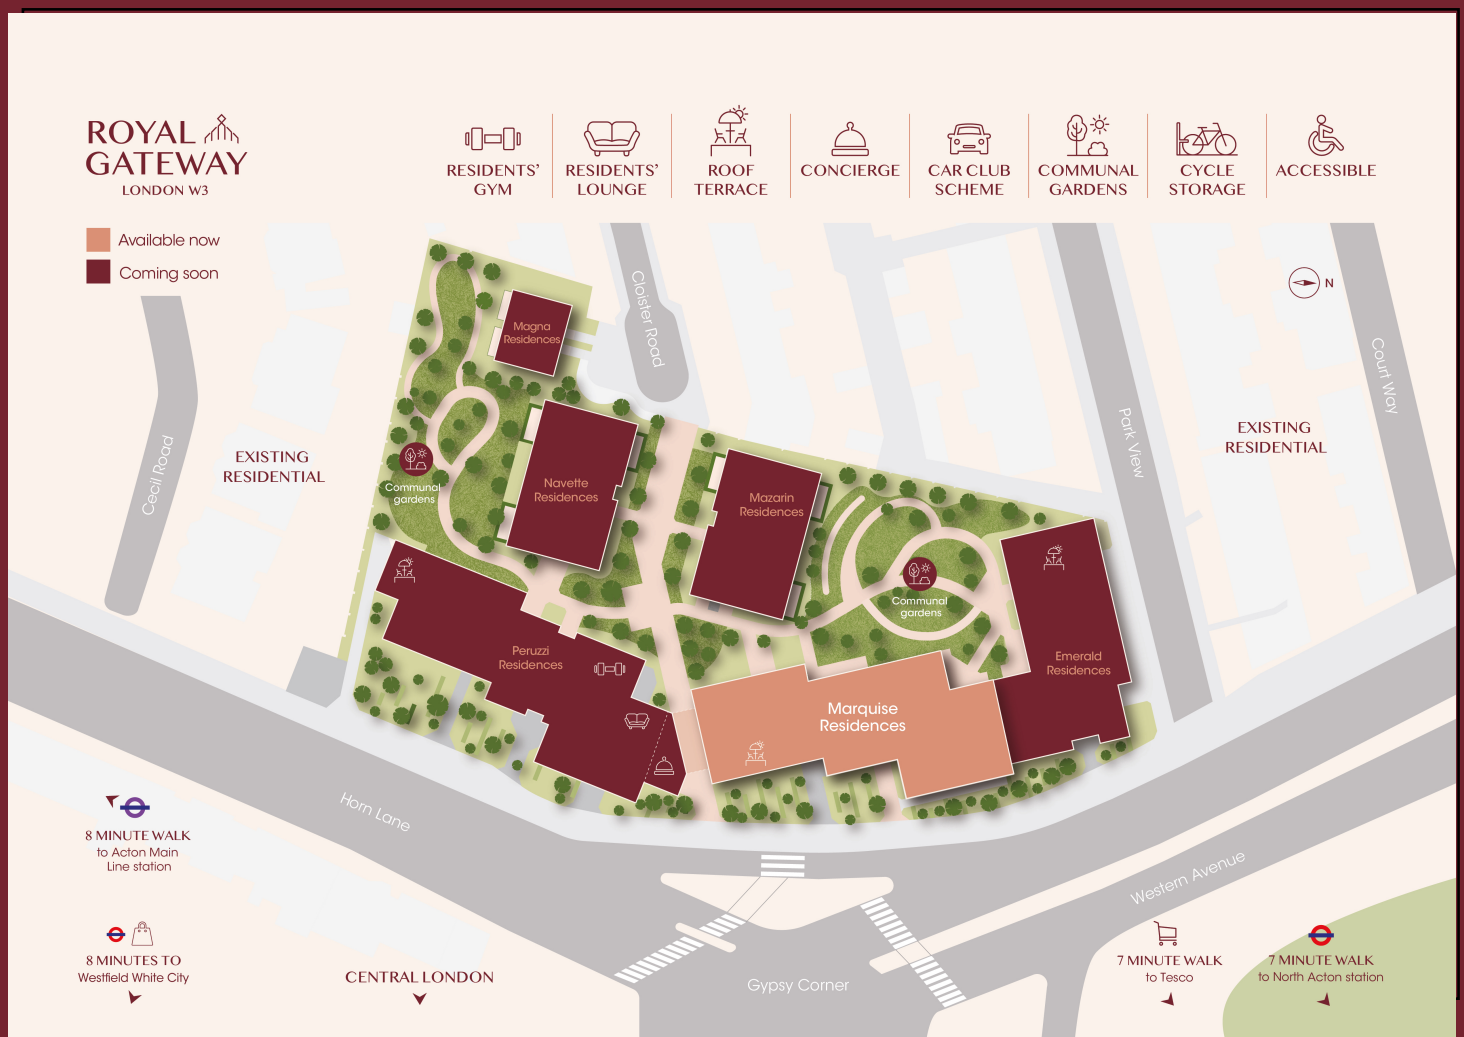 ROYAL
GATEWAY
LONDON W3
RESIDENTS'
GYM
RESIDENTS'
LOUNGE
ROOF
TERRACE
CONCIERGE
CAR CLUB
SCHEME
COMMUNAL
GARDENS
CYCLE
STORAGE
ACCESSIBLE
Available now
Coming soon
Cloister Road
N
Magna
Residences
Court Way
Park View
Cecil Road
EXISTING
RESIDENTIAL
EXISTING
RESIDENTIAL
Communal
gardens
Navette
Residences
Mazarin
Residences
Communal
gardens
Peruzzi
Residences
Emerald
Residences
Marquise
Residences
Horn Lane
Western Avenue
8 MINUTE WALK
to Acton Main
Line station
8 MINUTES TO
Westfield White City
CENTRAL LONDON
Gypsy Corner
7 MINUTE WALK
to Tesco
7 MINUTE WALK
to North Acton station